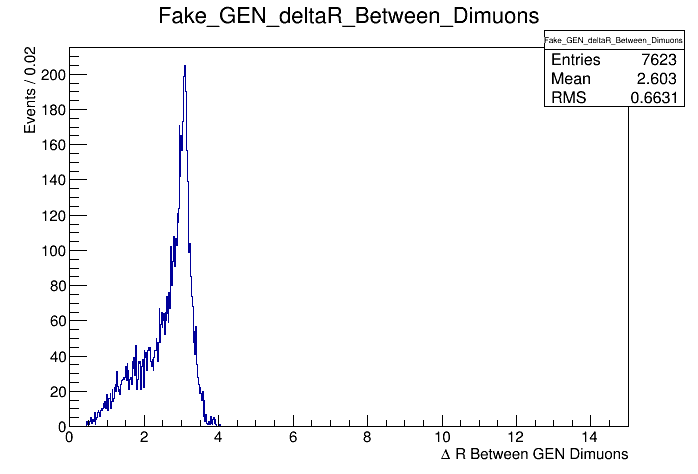 Fake_GEN_deltaR_Between_Dimuons
Fake_GEN_deltaR_Between_Dimuons
Entries 7623
Mean 2.603
RMS 0.6631
Events / 0.02
200
180
160
140
120
100
80
60
40
20
0
0 2 4 6 8 10 12 14
Δ R Between GEN Dimuons